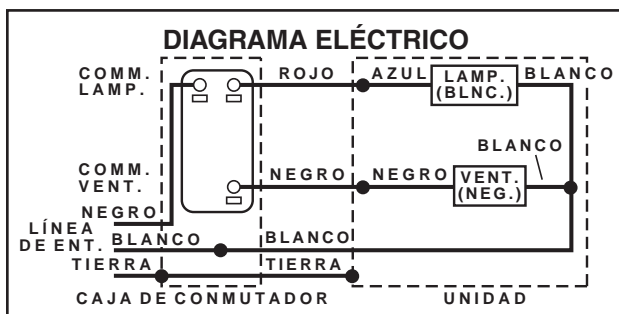 DIAGRAMA ELÉCTRICO
COMM. LAMP.
ROJO
AZUL
LAMP. (BLNC.)
BLANCO
BLANCO
COMM. VENT.
NEGRO
NEGRO
VENT. (NEG.)
NEGRO
LÍNEA DE ENT.
BLANCO
BLANCO
TIERRA
TIERRA
CAJA DE CONMUTADOR
UNIDAD